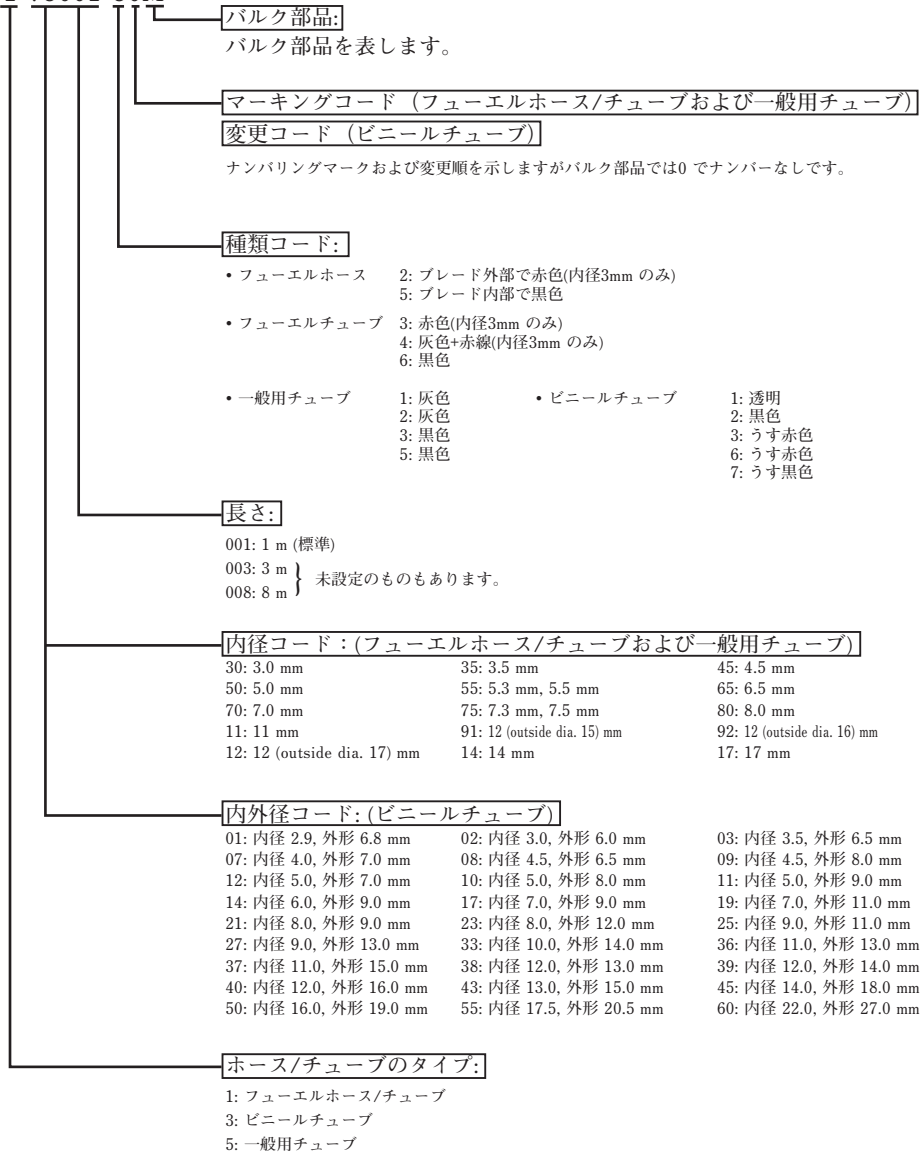 バルク部品:
バルク部品を表します。
マーキングコード (フューエルホース/チューブおよび一般用チューブ)
変更コード (ビニールチューブ)
ナンバリングマークおよび変更順を示しますがバルク部品では0 でナンバーなしです。
種類コード:
• フューエルホース 2: ブレード外部で赤色(内径3mm のみ)
5: ブレード内部で黒色
• フューエルチューブ 3: 赤色(内径3mm のみ)
4: 灰色+赤線(内径3mm のみ)
6: 黒色
• 一般用チューブ 1: 灰色 • ビニールチューブ 1: 透明
2: 灰色 2: 黒色
3: 黒色 3: うす赤色
5: 黒色 6: うす赤色
7: うす黒色
長さ:
001: 1 m (標準)
003: 3 m } 未設定のものもあります。
008: 8 m
内径コード：(フューエルホース/チューブおよび一般用チューブ)
30: 3.0 mm 35: 3.5 mm 45: 4.5 mm
50: 5.0 mm 55: 5.3 mm, 5.5 mm 65: 6.5 mm
70: 7.0 mm 75: 7.3 mm, 7.5 mm 80: 8.0 mm
11: 11 mm 91: 12 (outside dia. 15) mm 92: 12 (outside dia. 16) mm
12: 12 (outside dia. 17) mm 14: 14 mm 17: 17 mm
内外径コード: (ビニールチューブ)
01: 内径 2.9, 外形 6.8 mm 02: 内径 3.0, 外形 6.0 mm 03: 内径 3.5, 外形 6.5 mm
07: 内径 4.0, 外形 7.0 mm 08: 内径 4.5, 外形 6.5 mm 09: 内径 4.5, 外形 8.0 mm
12: 内径 5.0, 外形 7.0 mm 10: 内径 5.0, 外形 8.0 mm 11: 内径 5.0, 外形 9.0 mm
14: 内径 6.0, 外形 9.0 mm 17: 内径 7.0, 外形 9.0 mm 19: 内径 7.0, 外形 11.0 mm
21: 内径 8.0, 外形 9.0 mm 23: 内径 8.0, 外形 12.0 mm 25: 内径 9.0, 外形 11.0 mm
27: 内径 9.0, 外形 13.0 mm 33: 内径 10.0, 外形 14.0 mm 36: 内径 11.0, 外形 13.0 mm
37: 内径 11.0, 外形 15.0 mm 38: 内径 12.0, 外形 13.0 mm 39: 内径 12.0, 外形 14.0 mm
40: 内径 12.0, 外形 16.0 mm 43: 内径 13.0, 外形 15.0 mm 45: 内径 14.0, 外形 18.0 mm
50: 内径 16.0, 外形 19.0 mm 55: 内径 17.5, 外形 20.5 mm 60: 内径 22.0, 外形 27.0 mm
ホース/チューブのタイプ:
1: フューエルホース/チューブ
3: ビニールチューブ
5: 一般用チューブ